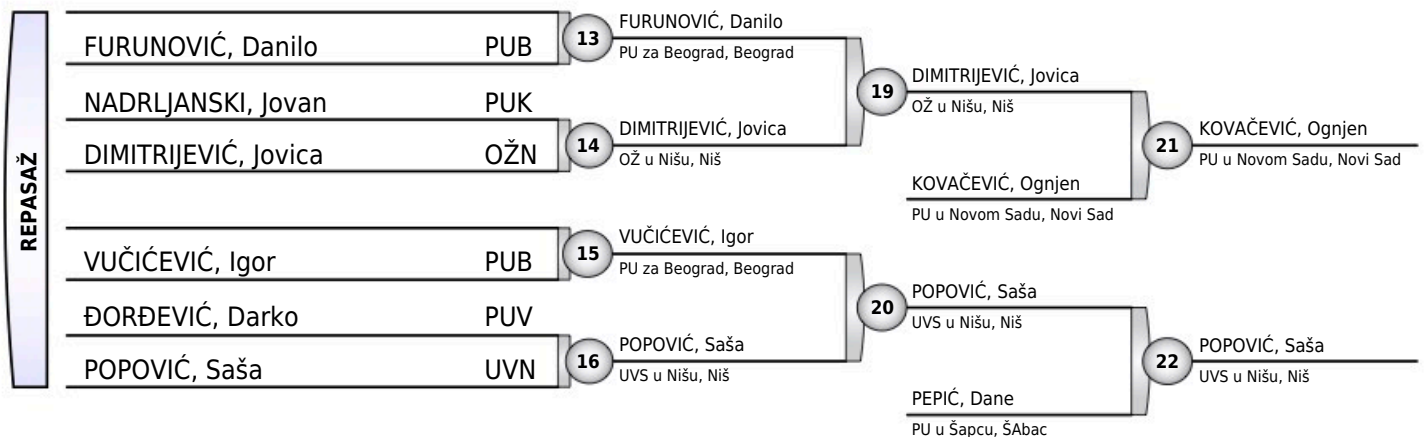 REPASAŽ
FURUNOVIĆ, Danilo PUB
NADRLJANSKI, Jovan PUK
DIMITRIJEVIĆ, Jovica OŽN
VUČIĆEVIĆ, Igor PUB
ĐORĐEVIĆ, Darko PUV
POPOVIĆ, Saša UVN
13
FURUNOVIĆ, Danilo
PU za Beograd, Beograd
14
DIMITRIJEVIĆ, Jovica
OŽ u Nišu, Niš
15
VUČIĆEVIĆ, Igor
PU za Beograd, Beograd
16
POPOVIĆ, Saša
UVS u Nišu, Niš
19
DIMITRIJEVIĆ, Jovica
OŽ u Nišu, Niš
KOVAČEVIĆ, Ognjen
PU u Novom Sadu, Novi Sad
20
POPOVIĆ, Saša
UVS u Nišu, Niš
PEPIĆ, Dane
PU u Šapcu, ŠAbac
21
KOVAČEVIĆ, Ognjen
PU u Novom Sadu, Novi Sad
22
POPOVIĆ, Saša
UVS u Nišu, Niš